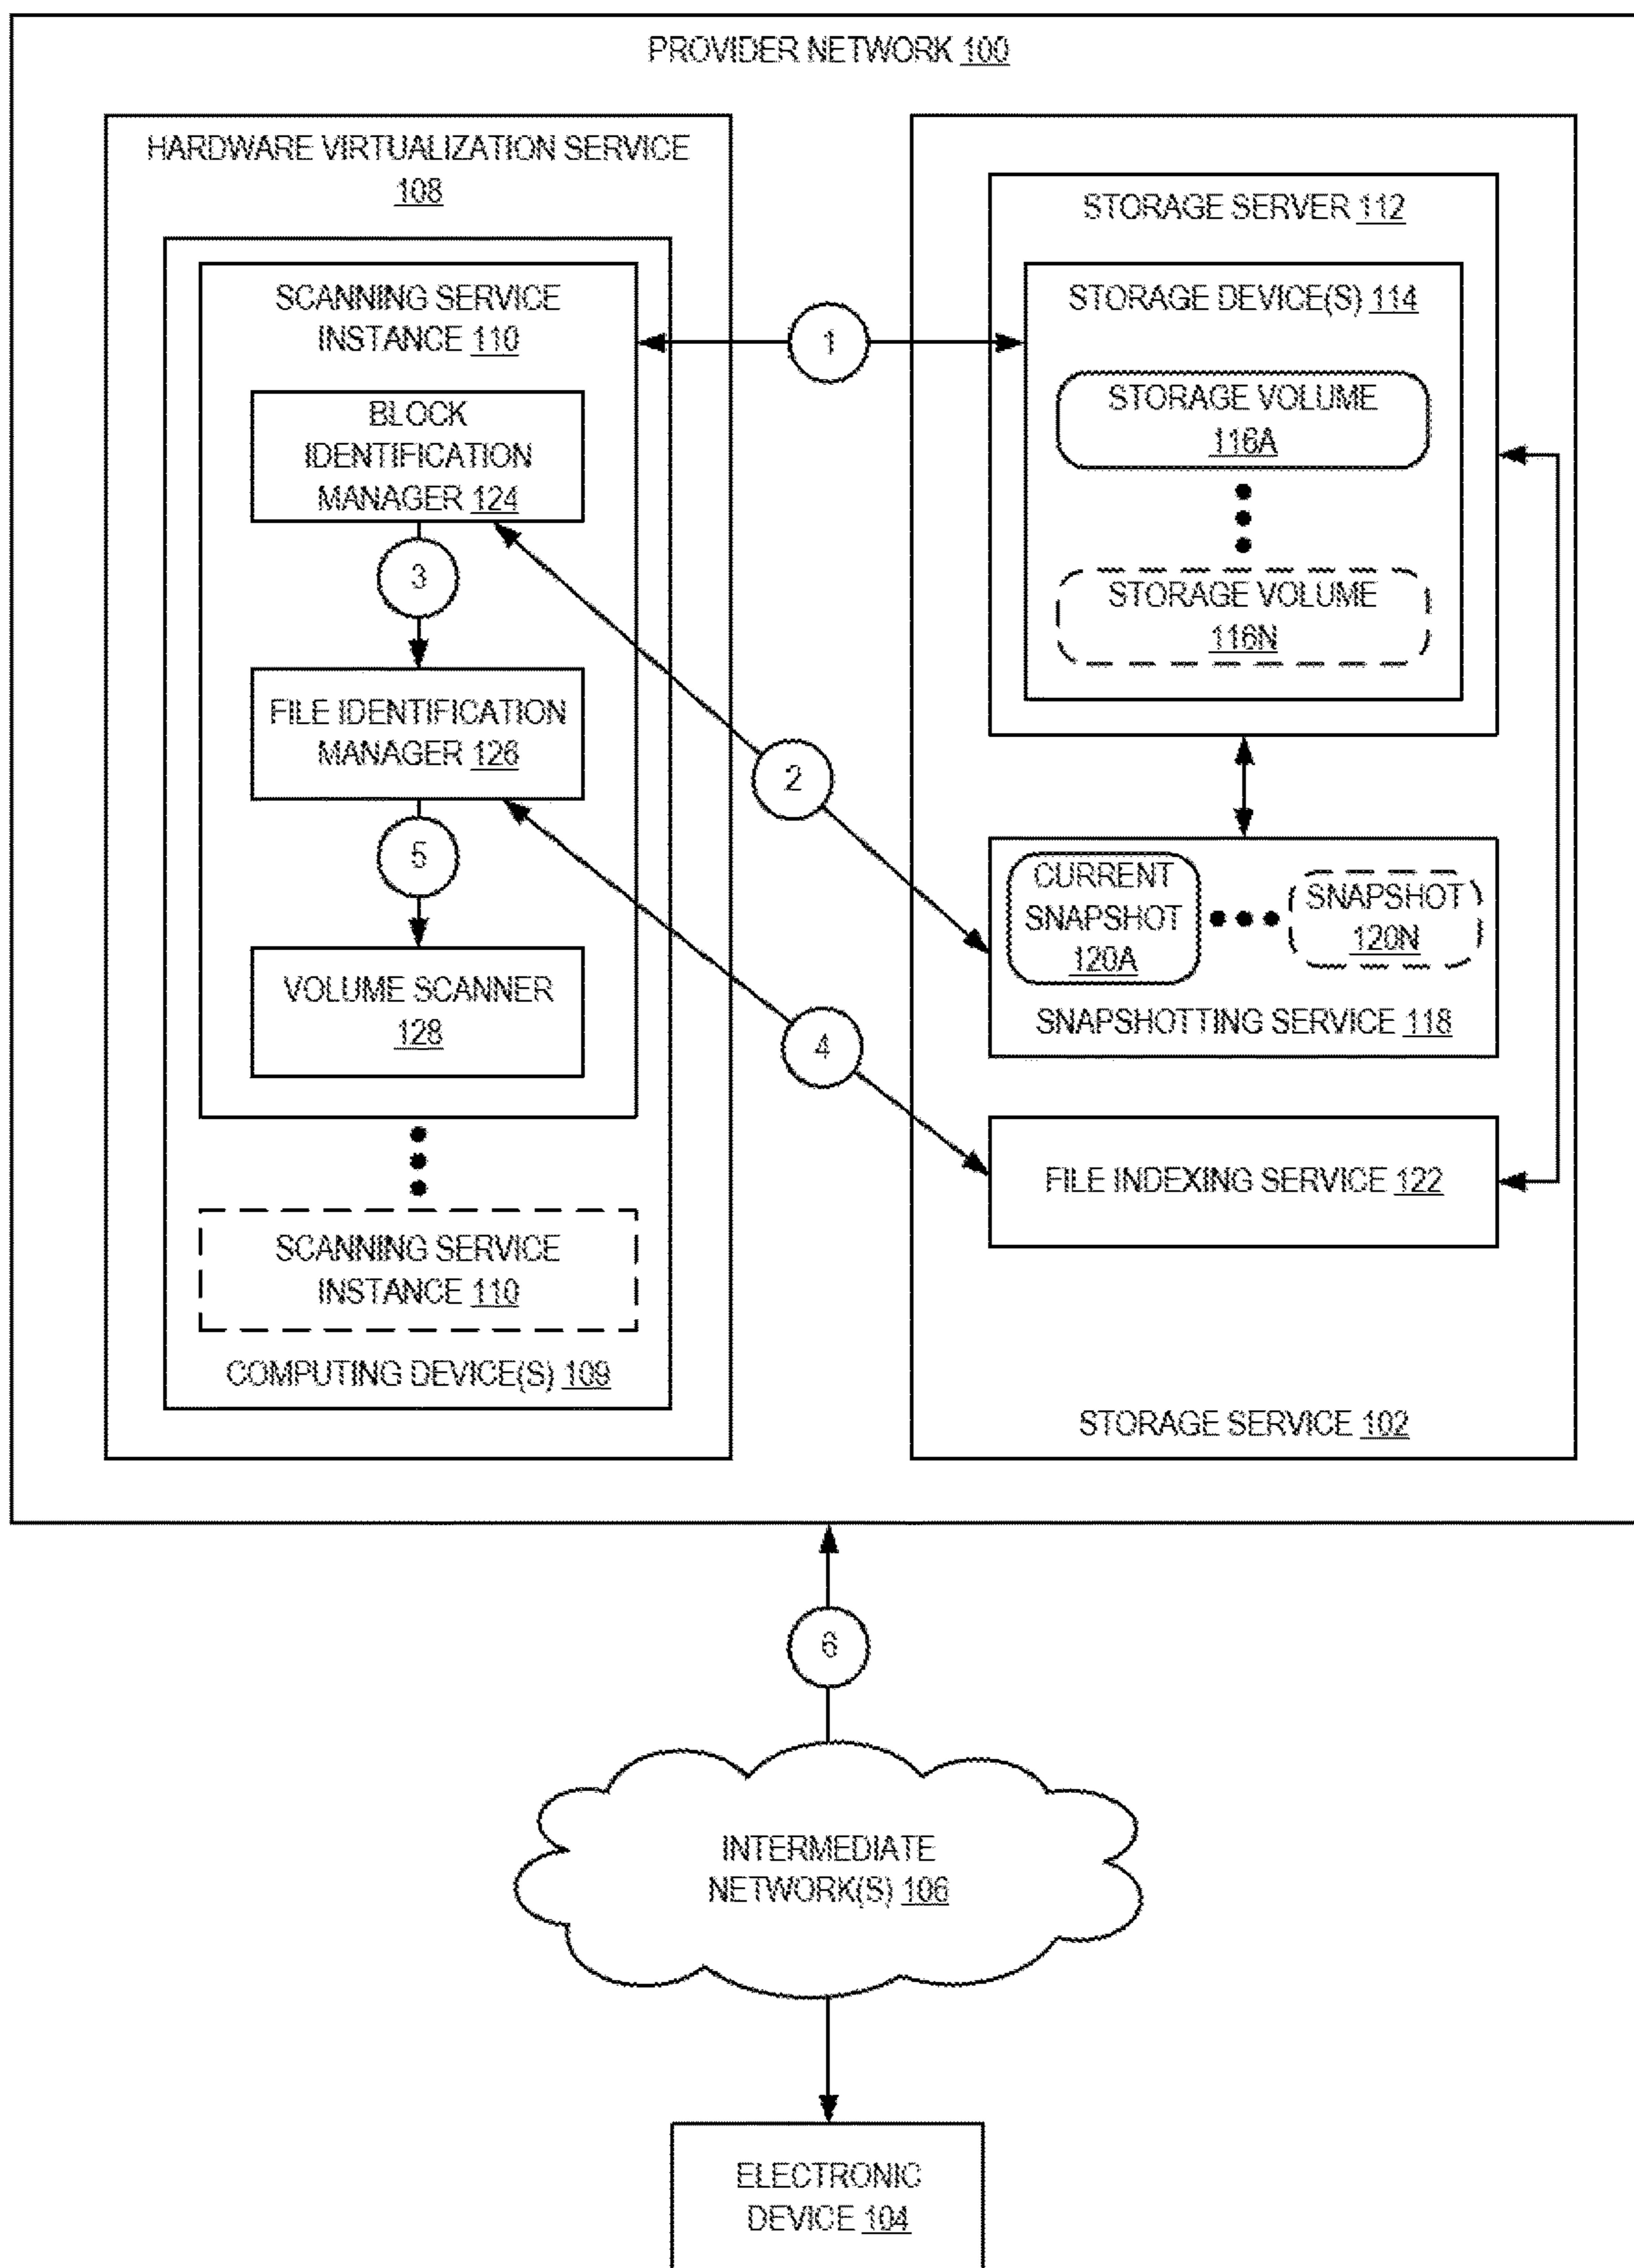 PROVIDER NETWORK 100
HARDWARE VIRTUALIZATION SERVICE
108
SCANNING SERVICE
INSTANCE 110
BLOCK
IDENTIFICATION
MANAGER 124
3
FILE IDENTIFICATION
MANAGER 126
5
VOLUME SCANNER
128
SCANNING SERVICE
INSTANCE 110
COMPUTING DEVICE(S) 109
1
2
4
STORAGE SERVER 112
STORAGE DEVICE(S) 114
STORAGE VOLUME
116A
STORAGE VOLUME
116N
CURRENT
SNAPSHOT
120A
SNAPSHOT
120N
SNAPSHOTTING SERVICE 118
FILE INDEXING SERVICE 122
STORAGE SERVICE 102
6
INTERMEDIATE
NETWORK(S) 106
ELECTRONIC
DEVICE 104